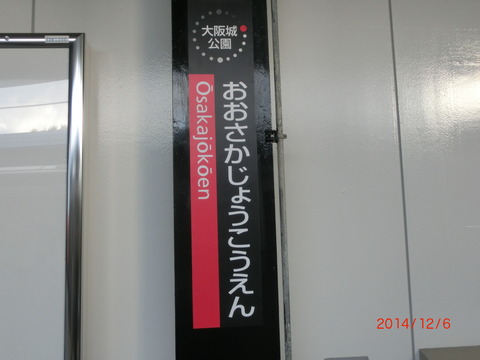 大阪城
公園
おおさかじょうこうえん
Ōsakajōkōen
2014/12/6